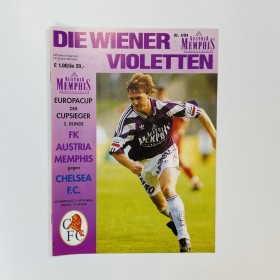 DIE WIENER
VIOLETTEN
NR. 4/94
AUSTRIA
MEMPHIS
AUSTRIA
MEMPHIS
EUROPACUP
DER
CUPSIEGER
2. RUNDE
FK
AUSTRIA
MEMPHIS
gegen
CHELSEA
F.C.
CFC